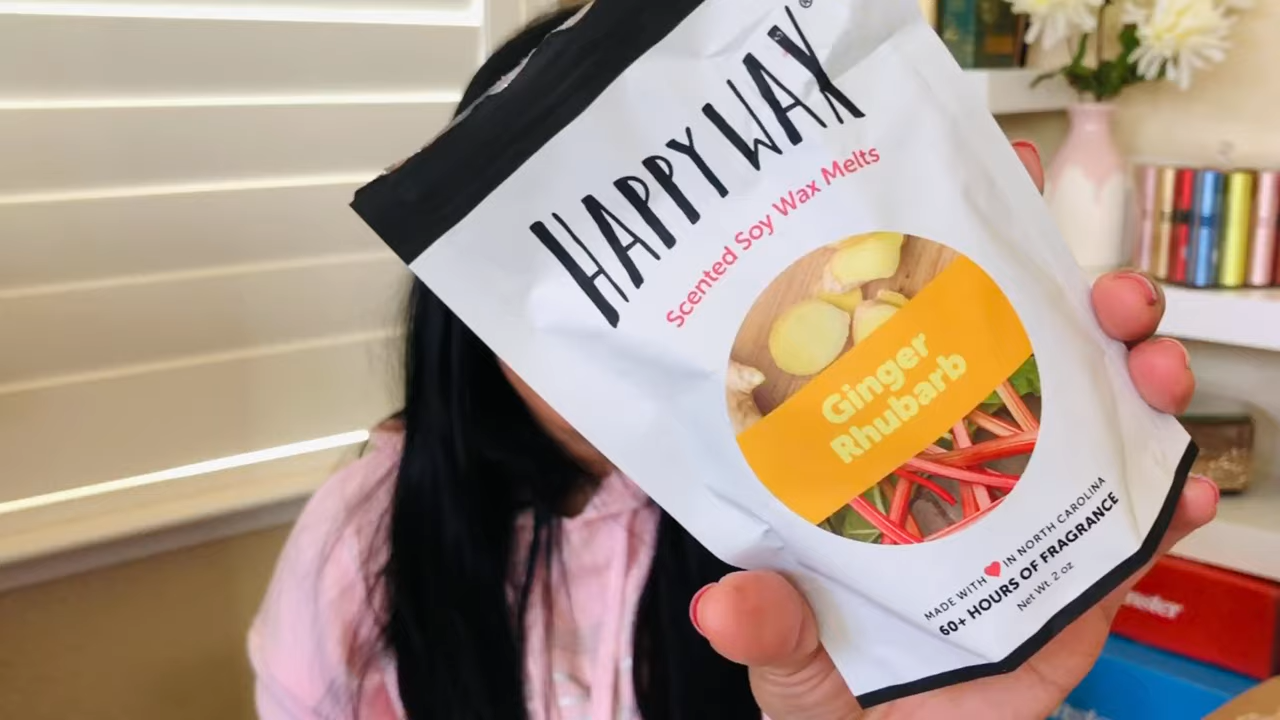 HAPPY WAX®
Scented Soy Wax Melts
Ginger
Rhubarb
MADE WITH ❤ IN NORTH CAROLINA
60+ HOURS OF FRAGRANCE
Net Wt. 2 oz